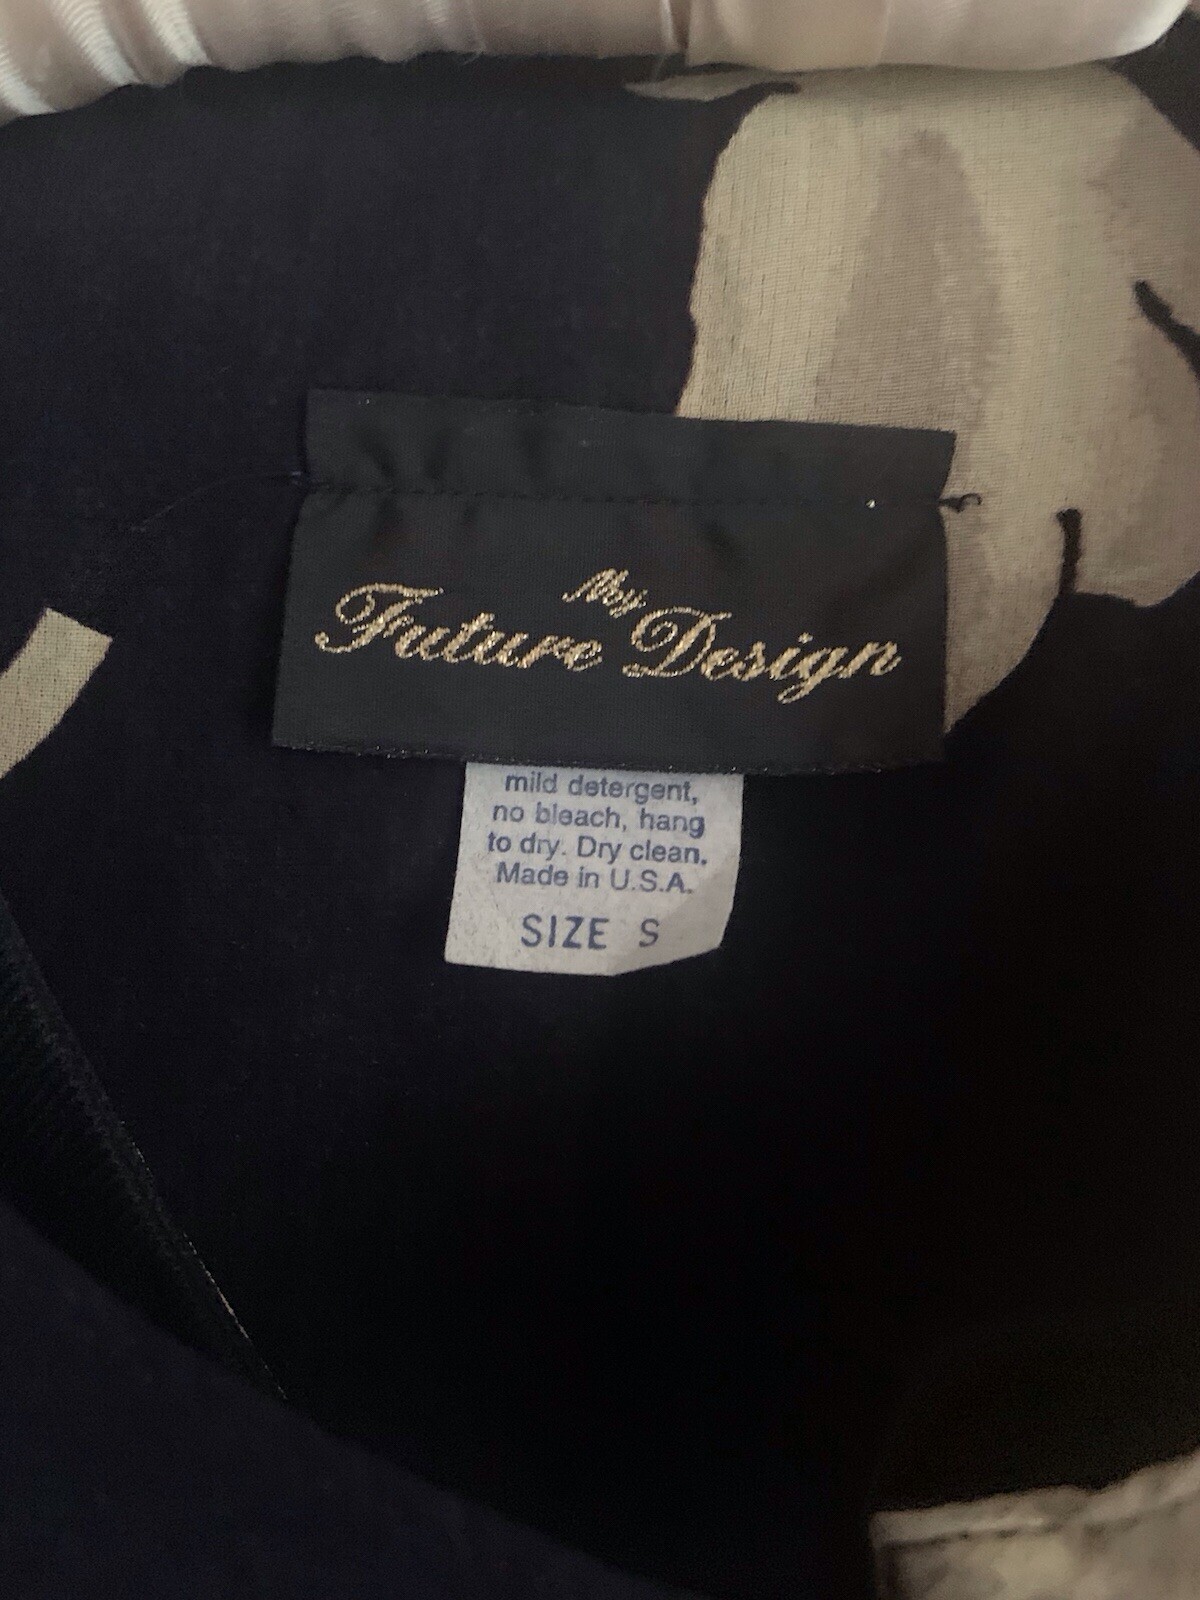 My
Future Design
mild detergent,
no bleach, hang
to dry. Dry clean.
Made in U.S.A.
SIZE S